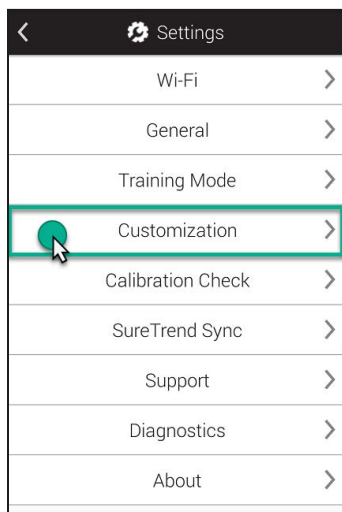 Settings
Wi-Fi
General
Training Mode
Customization
Calibration Check
SureTrend Sync
Support
Diagnostics
About